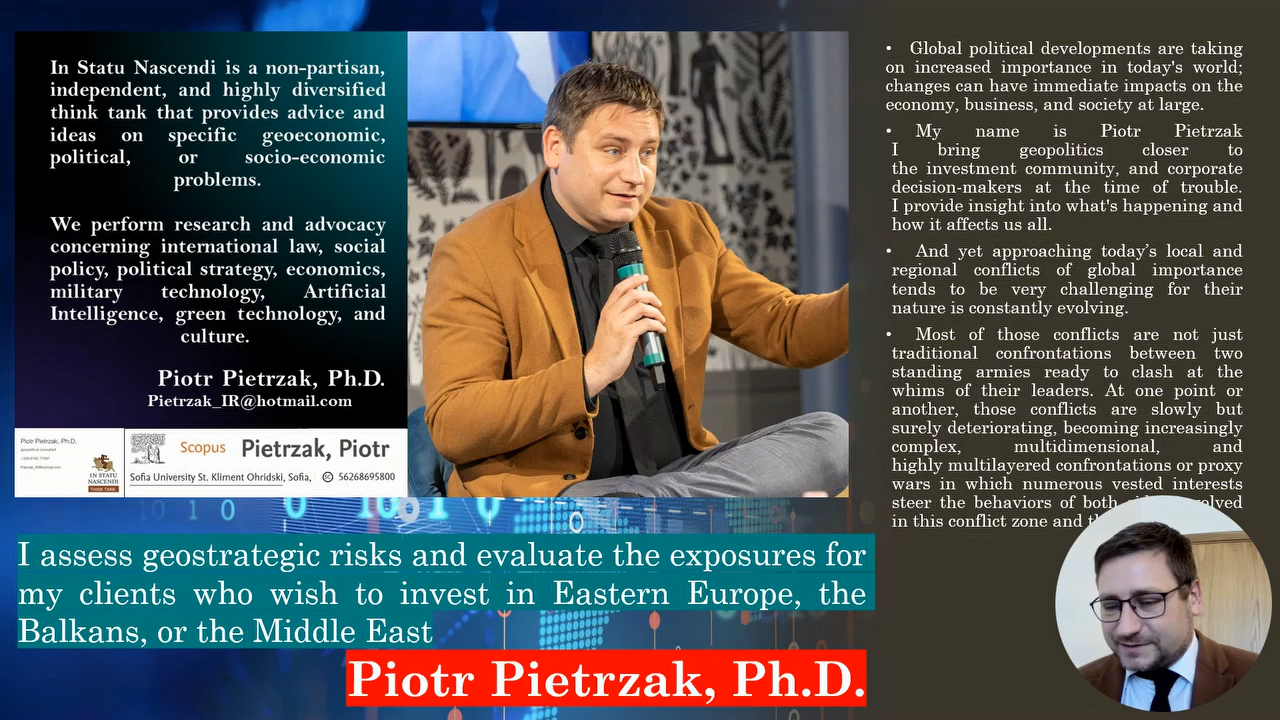 In Statu Nascendi is a non-partisan,
independent, and highly diversified
think tank that provides advice and
ideas on specific geoeconomic,
political, or socio-economic
problems.
We perform research and advocacy
concerning international law, social
policy, political strategy, economics,
military technology, Artificial
Intelligence, green technology, and
culture.
Piotr Pietrzak, Ph.D.
Pietrzak_IR@hotmail.com
Piotr Pietrzak, Ph.D.
geopolitical consultant
Pietrzak_IR@hotmail.com
IN STATU
NASCENDI
THINK TANK
Scopus Pietrzak, Piotr
Sofia University St. Kliment Ohridski, Sofia, SC 56268695800
I assess geostrategic risks and evaluate the exposures for
my clients who wish to invest in Eastern Europe, the
Balkans, or the Middle East
Piotr Pietrzak, Ph.D.
• Global political developments are taking
on increased importance in today's world;
changes can have immediate impacts on the
economy, business, and society at large.
• My name is Piotr Pietrzak
I bring geopolitics closer to
the investment community, and corporate
decision-makers at the time of trouble.
I provide insight into what's happening and
how it affects us all.
• And yet approaching today’s local and
regional conflicts of global importance
tends to be very challenging for their
nature is constantly evolving.
• Most of those conflicts are not just
traditional confrontations between two
standing armies ready to clash at the
whims of their leaders. At one point or
another, those conflicts are slowly but
surely deteriorating, becoming increasingly
complex, multidimensional, and
highly multilayered confrontations or proxy
wars in which numerous vested interests
steer the behaviors of both
in this conflict zone and